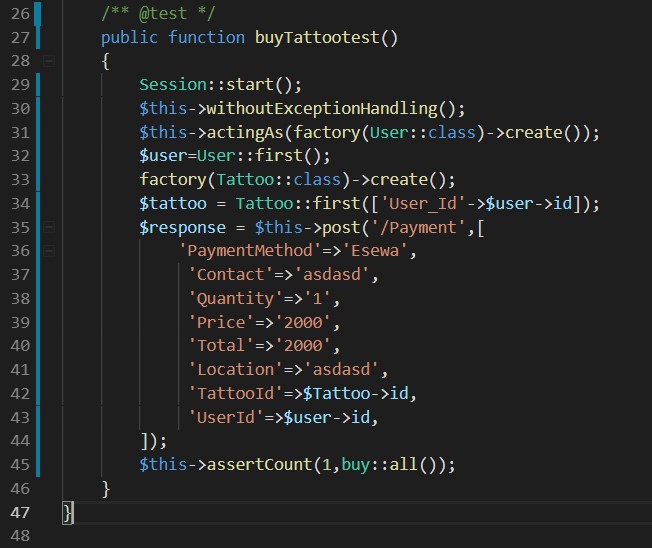 26 /** @test */
27 public function buyTattootest()
28 {
29 Session::start();
30 $this->withoutExceptionHandling();
31 $this->actingAs(factory(User::class)->create());
32 $user=User::first();
33 factory(Tattoo::class)->create();
34 $tattoo = Tattoo::first(['User_Id'->$user->id]);
35 $response = $this->post('/Payment',[
36 'PaymentMethod'=>'Esewa',
37 'Contact'=>'asdasd',
38 'Quantity'=>'1',
39 'Price'=>'2000',
40 'Total'=>'2000',
41 'Location'=>'asdasd',
42 'TattooId'=>$Tattoo->id,
43 'UserId'=>$user->id,
44 ]);
45 $this->assertCount(1,buy::all());
46 }
47 }
48